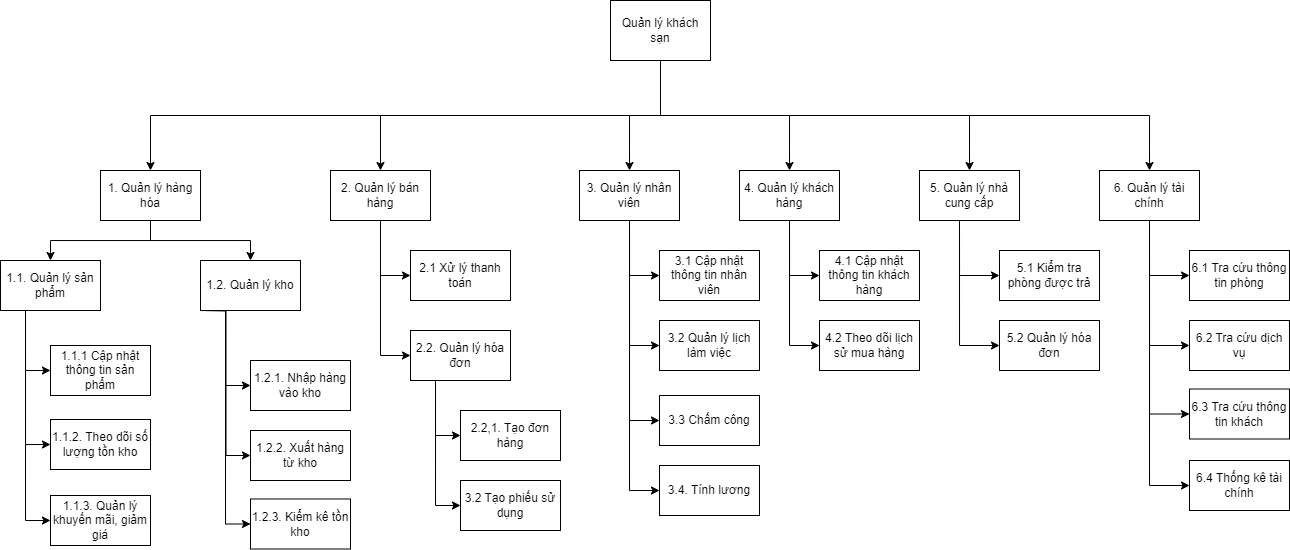 Quản lý khách
sạn
1. Quản lý hàng
hóa
2. Quản lý bán
hàng
3. Quản lý nhân
viên
4. Quản lý khách
hàng
5. Quản lý nhà
cung cấp
6. Quản lý tài
chính
1.1. Quản lý sản
phẩm
1.1.1 Cập nhật
thông tin sản
phẩm
1.1.2. Theo dõi số
lượng tồn kho
1.1.3. Quản lý
khuyến mãi, giảm
giá
1.2. Quản lý kho
1.2.1. Nhập hàng
vào kho
1.2.2. Xuất hàng
từ kho
1.2.3. Kiểm kê tồn
kho
2.1 Xử lý thanh
toán
2.2. Quản lý hóa
đơn
2.2,1. Tạo đơn
hàng
3.2 Tạo phiếu sử
dụng
3.1 Cập nhật
thông tin nhân
viên
3.2 Quản lý lịch
làm việc
3.3 Chấm công
3.4. Tính lương
4.1 Cập nhật
thông tin khách
hàng
4.2 Theo dõi lịch
sử mua hàng
5.1 Kiểm tra
phòng được trả
5.2 Quản lý hóa
đơn
6.1 Tra cứu thông
tin phòng
6.2 Tra cứu dịch
vụ
6.3 Tra cứu thông
tin khách
6.4 Thống kê tài
chính